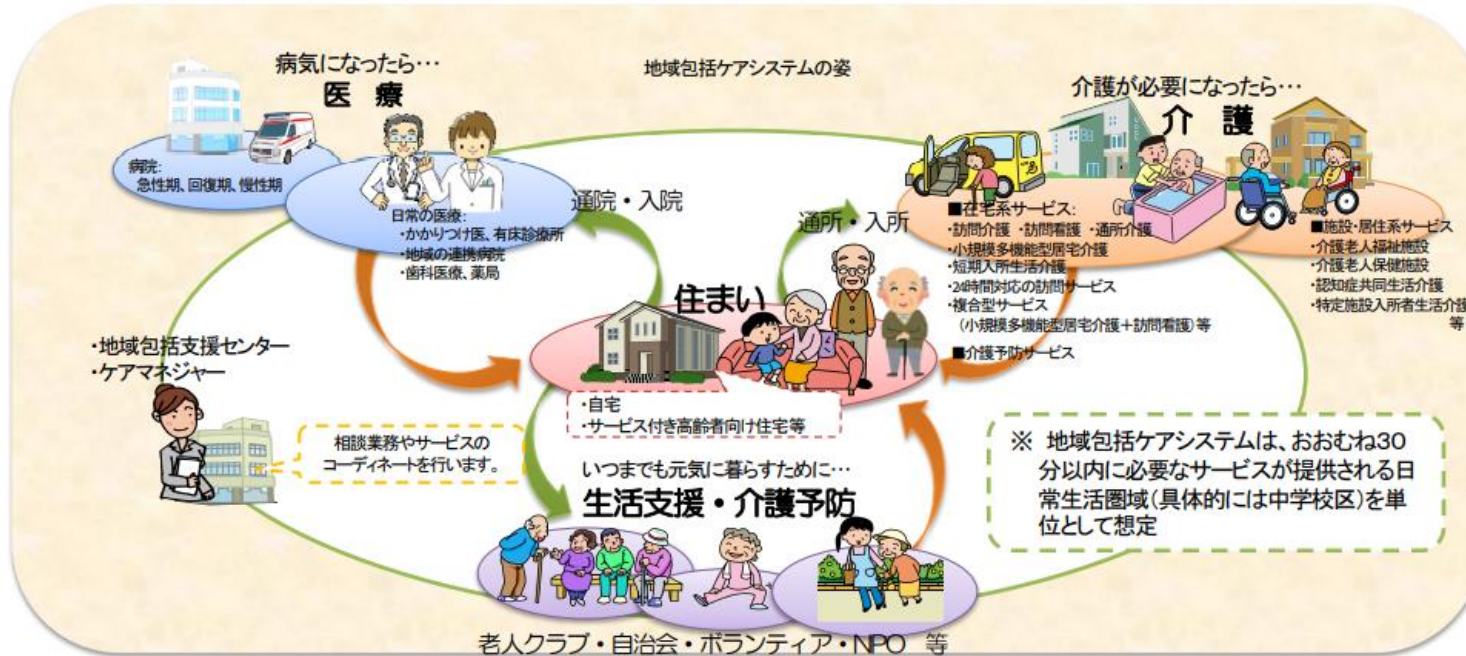 地域包括ケアシステムの姿
病気になったら…
医 療
病院:
急性期、回復期、慢性期
日常の医療:
・かかりつけ医、有床診療所
・地域の連携病院
・歯科医療、薬局
通院・入院
通所・入所
介護が必要になったら…
介 護
■在宅系サービス:
・訪問介護 ・訪問看護 ・通所介護
・小規模多機能型居宅介護
・短期入所生活介護
・24時間対応の訪問サービス
・複合型サービス
（小規模多機能型居宅介護＋訪問看護）等
■介護予防サービス
■施設・居住系サービス
・介護老人福祉施設
・介護老人保健施設
・認知症共同生活介護
・特定施設入所者生活介護
等
住まい
・自宅
・サービス付き高齢者向け住宅等
・地域包括支援センター
・ケアマネジャー
相談業務やサービスの
コーディネートを行います。
いつまでも元気に暮らすために…
生活支援・介護予防
老人クラブ・自治会・ボランティア・NPO 等
※ 地域包括ケアシステムは、おおむね30
分以内に必要なサービスが提供される日
常生活圏域（具体的には中学校区）を単
位として想定